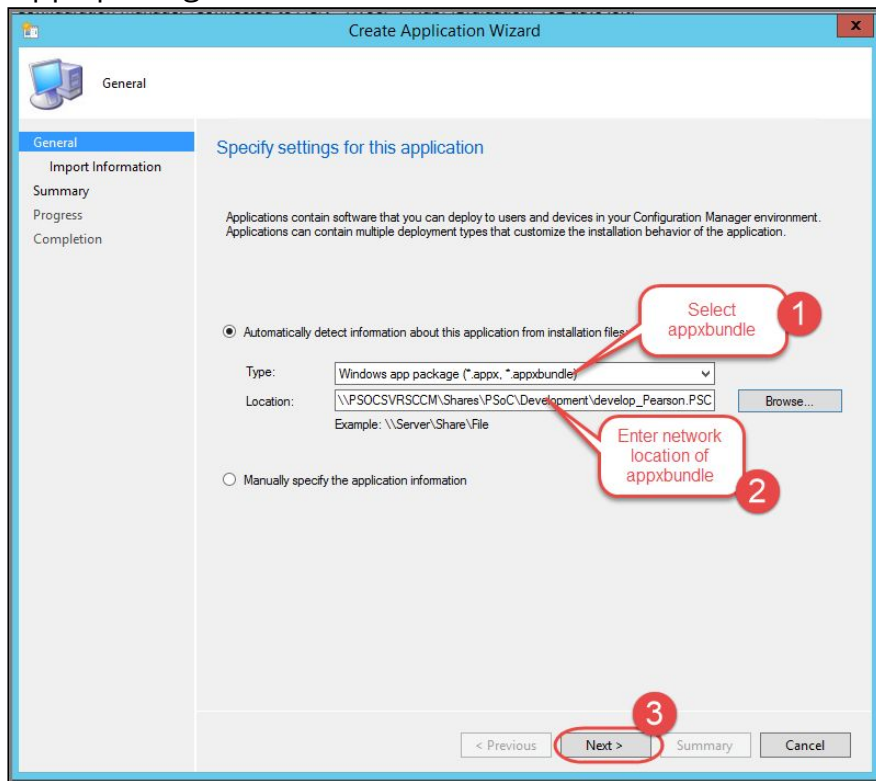 Create Application Wizard
x
General
General
Import Information
Summary
Progress
Completion
Specify settings for this application
Applications contain software that you can deploy to users and devices in your Configuration Manager environment.
Applications can contain multiple deployment types that customize the installation behavior of the application.
Select
appxbundle
1
Automatically detect information about this application from installation files:
Type:
Windows app package (*.appx, *.appxbundle)
Location:
\\PSOCSVRSCCM\Shares\PSoC\Development\develop_Pearson.PSC
Browse...
Example: \\Server\Share\File
Enter network
location of
appxbundle
2
Manually specify the application information
3
< Previous
Next >
Summary
Cancel